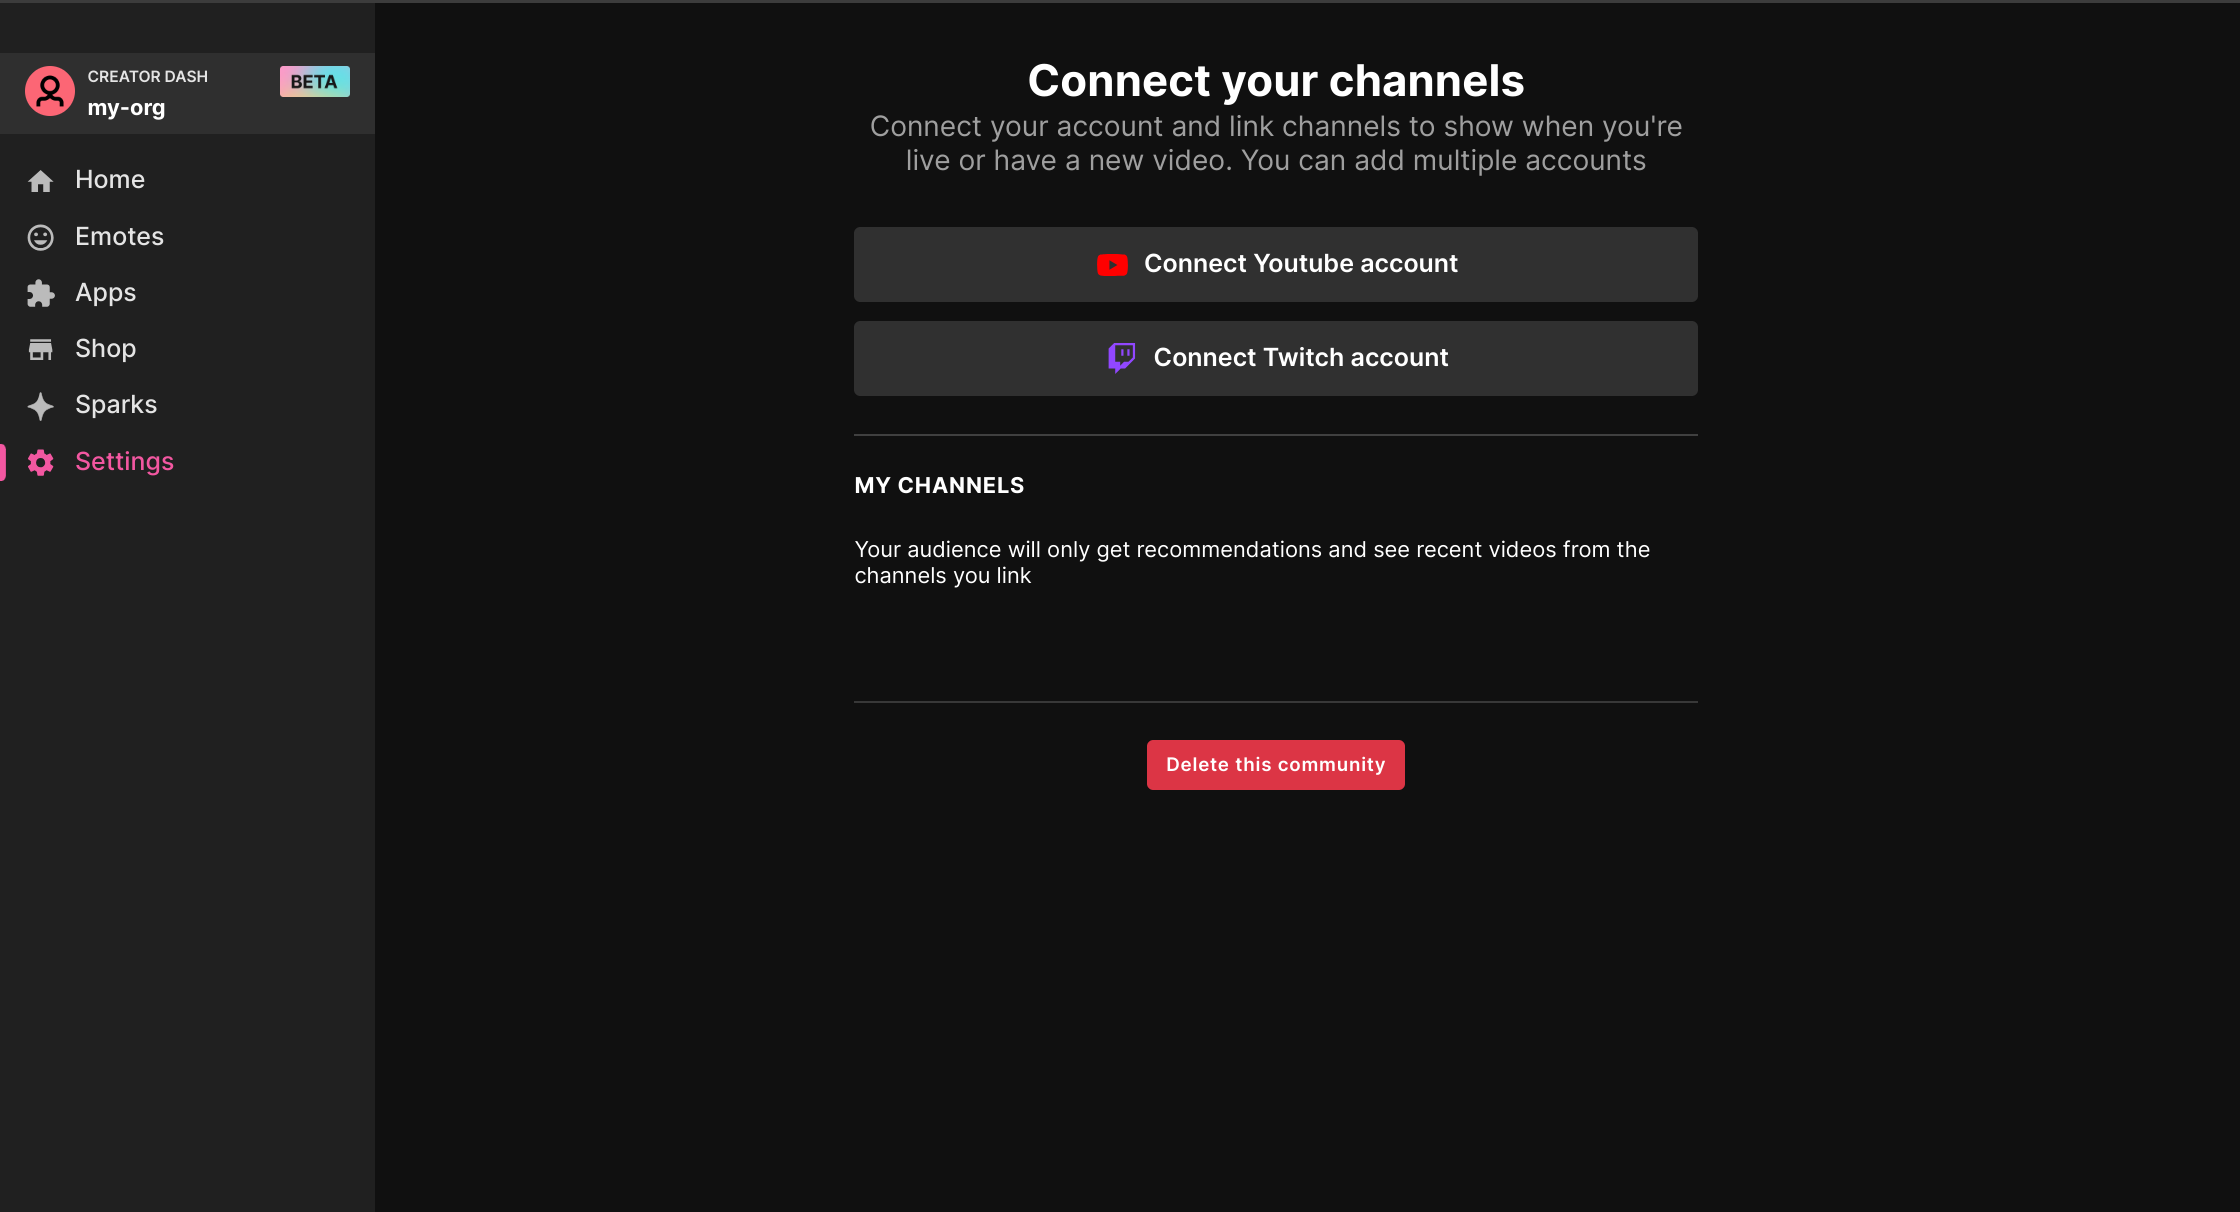 CREATOR DASH
BETA
my-org
Home
Emotes
Apps
Shop
Sparks
Settings
Connect your channels
Connect your account and link channels to show when you're
live or have a new video. You can add multiple accounts
Connect Youtube account
Connect Twitch account
MY CHANNELS
Your audience will only get recommendations and see recent videos from the
channels you link
Delete this community